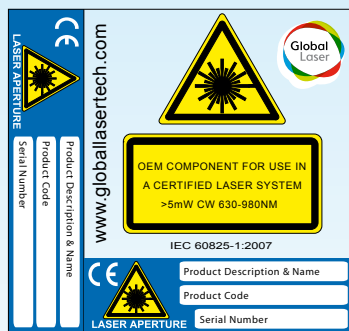 CE
LASER APERTURE
Product Description & Name
Product Code
Serial Number
www.globallasertech.com
Global
Laser
OEM COMPONENT FOR USE IN
A CERTIFIED LASER SYSTEM
>5mW CW 630-980NM
IEC 60825-1:2007
CE
LASER APERTURE
Product Description & Name
Product Code
Serial Number